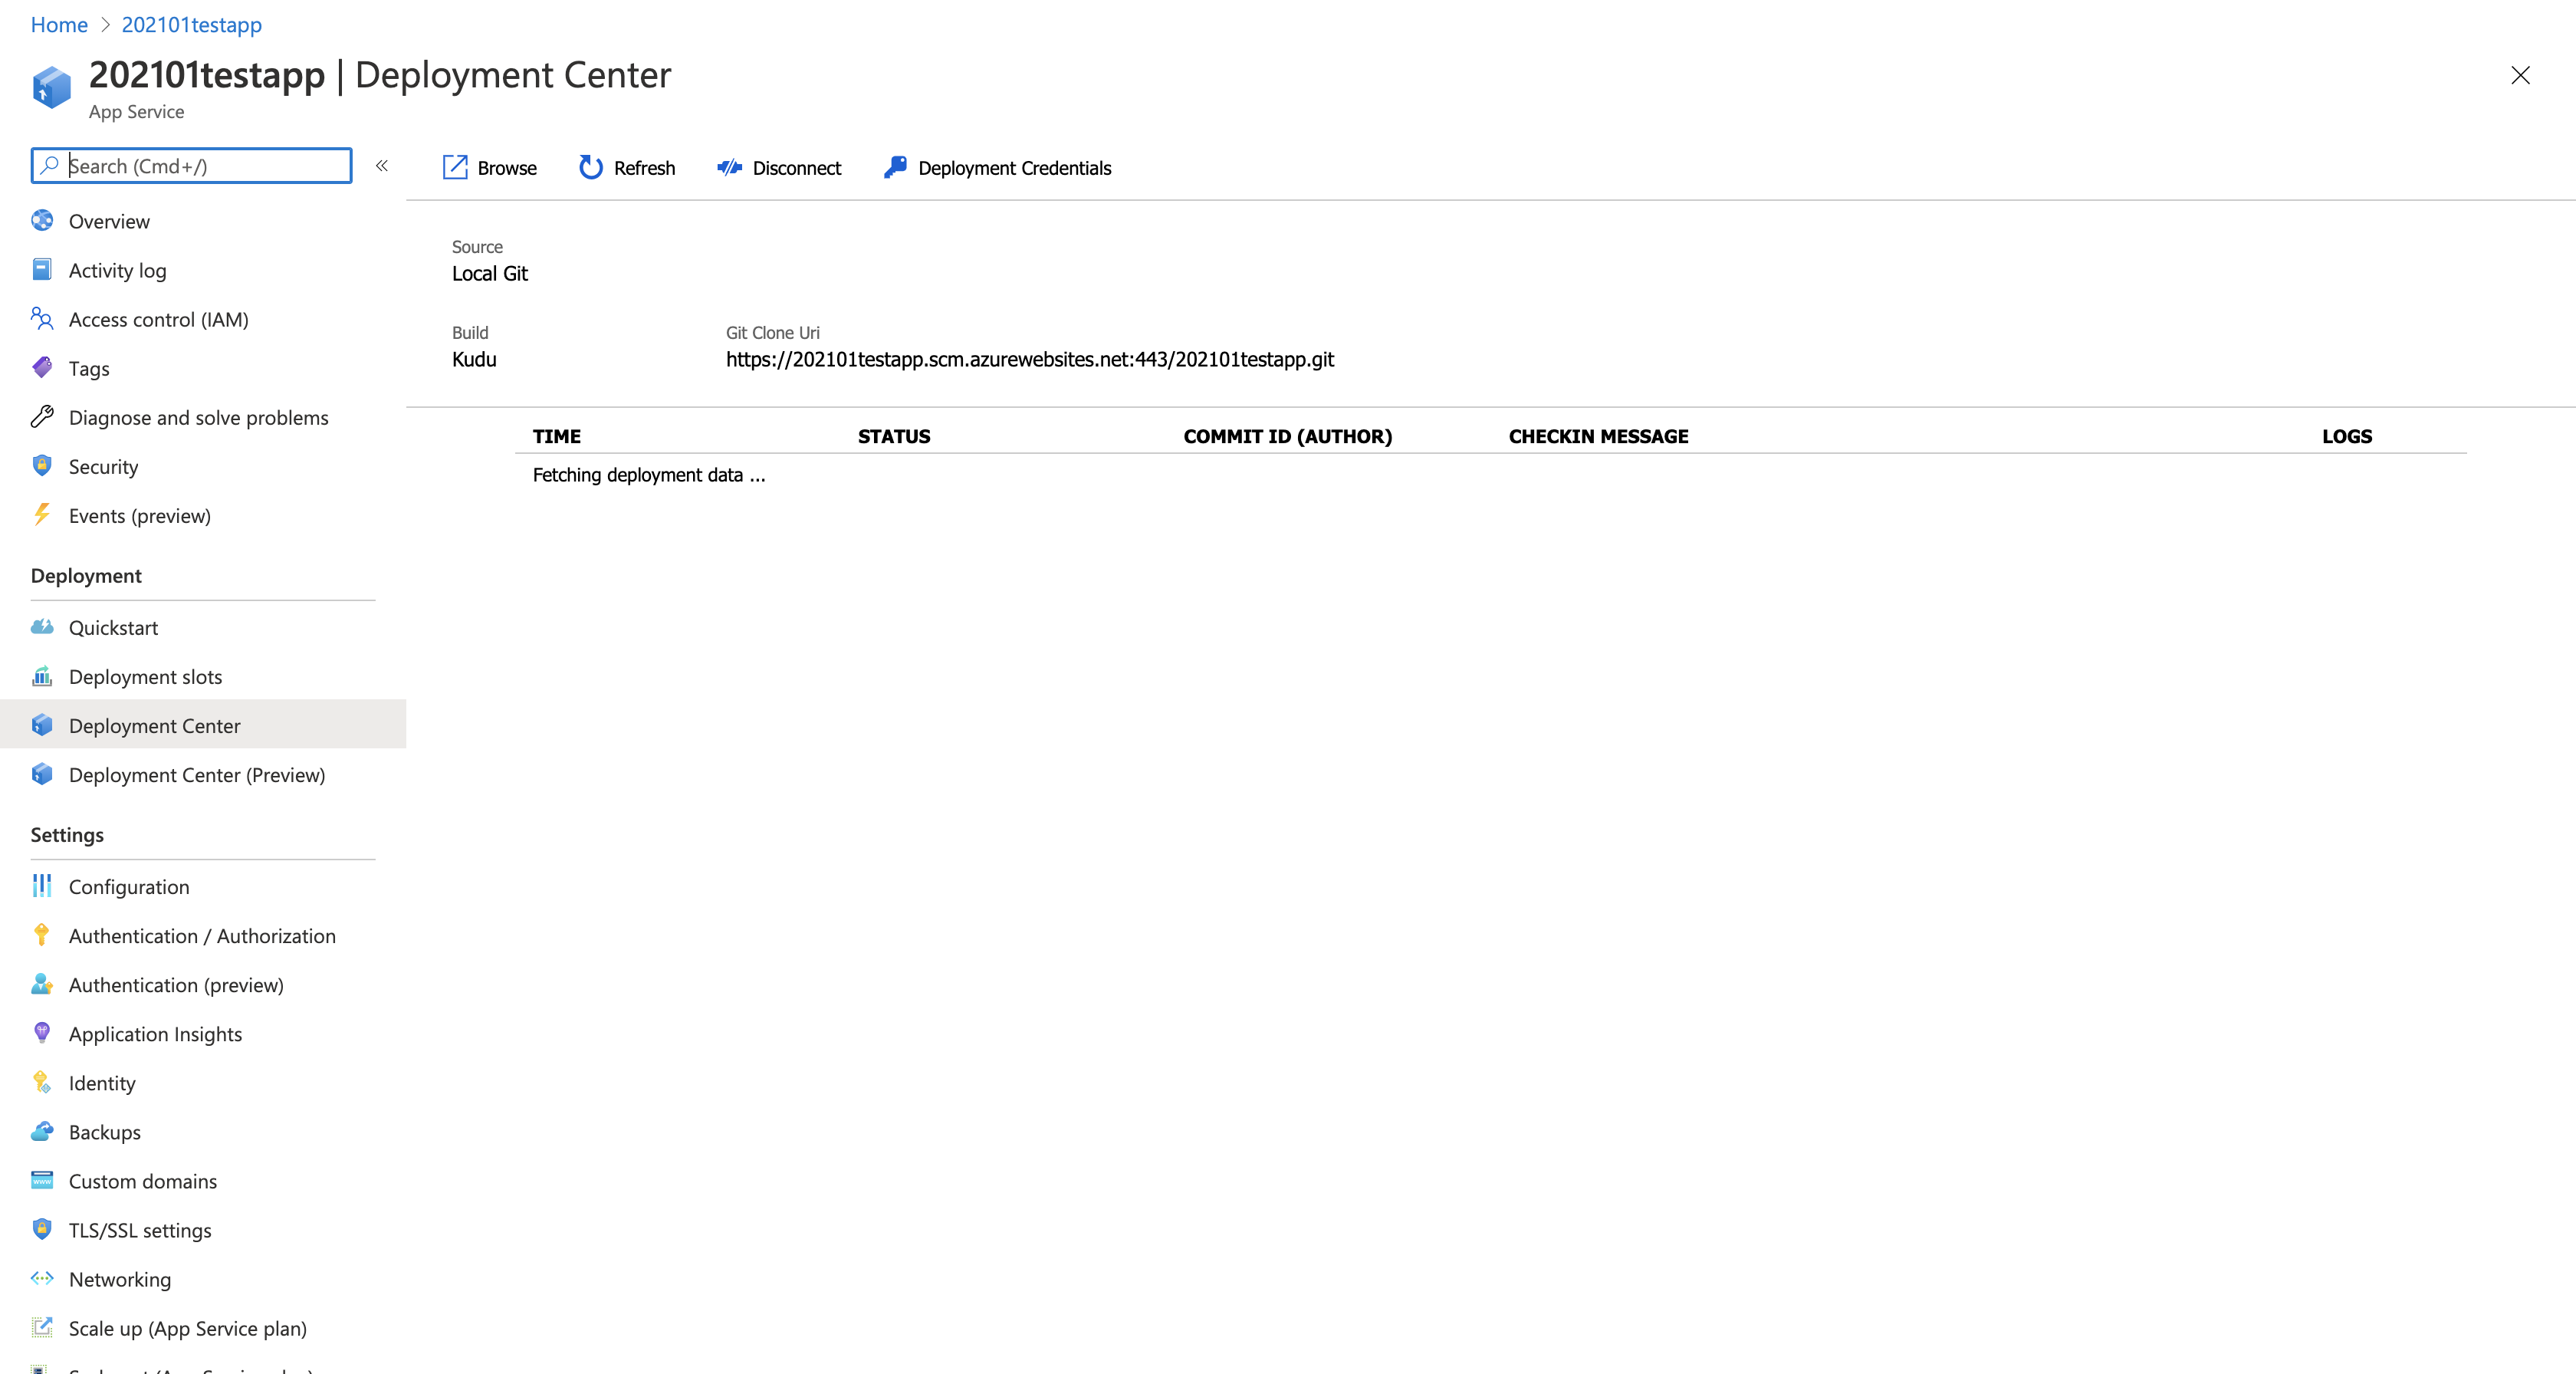 Home > 202101testapp
202101testapp | Deployment Center
App Service
Search (Cmd+/)
«
Browse
Refresh
Disconnect
Deployment Credentials
Overview
Activity log
Access control (IAM)
Tags
Diagnose and solve problems
Security
Events (preview)
Deployment
Quickstart
Deployment slots
Deployment Center
Deployment Center (Preview)
Settings
Configuration
Authentication / Authorization
Authentication (preview)
Application Insights
Identity
Backups
Custom domains
TLS/SSL settings
Networking
Scale up (App Service plan)
Source
Local Git
Build
Kudu
Git Clone Uri
https://202101testapp.scm.azurewebsites.net:443/202101testapp.git
TIME STATUS COMMIT ID (AUTHOR) CHECKIN MESSAGE LOGS
Fetching deployment data ...